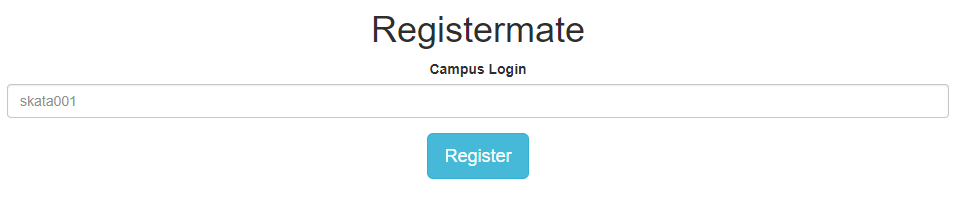 Registermate
Campus Login
skata001
Register